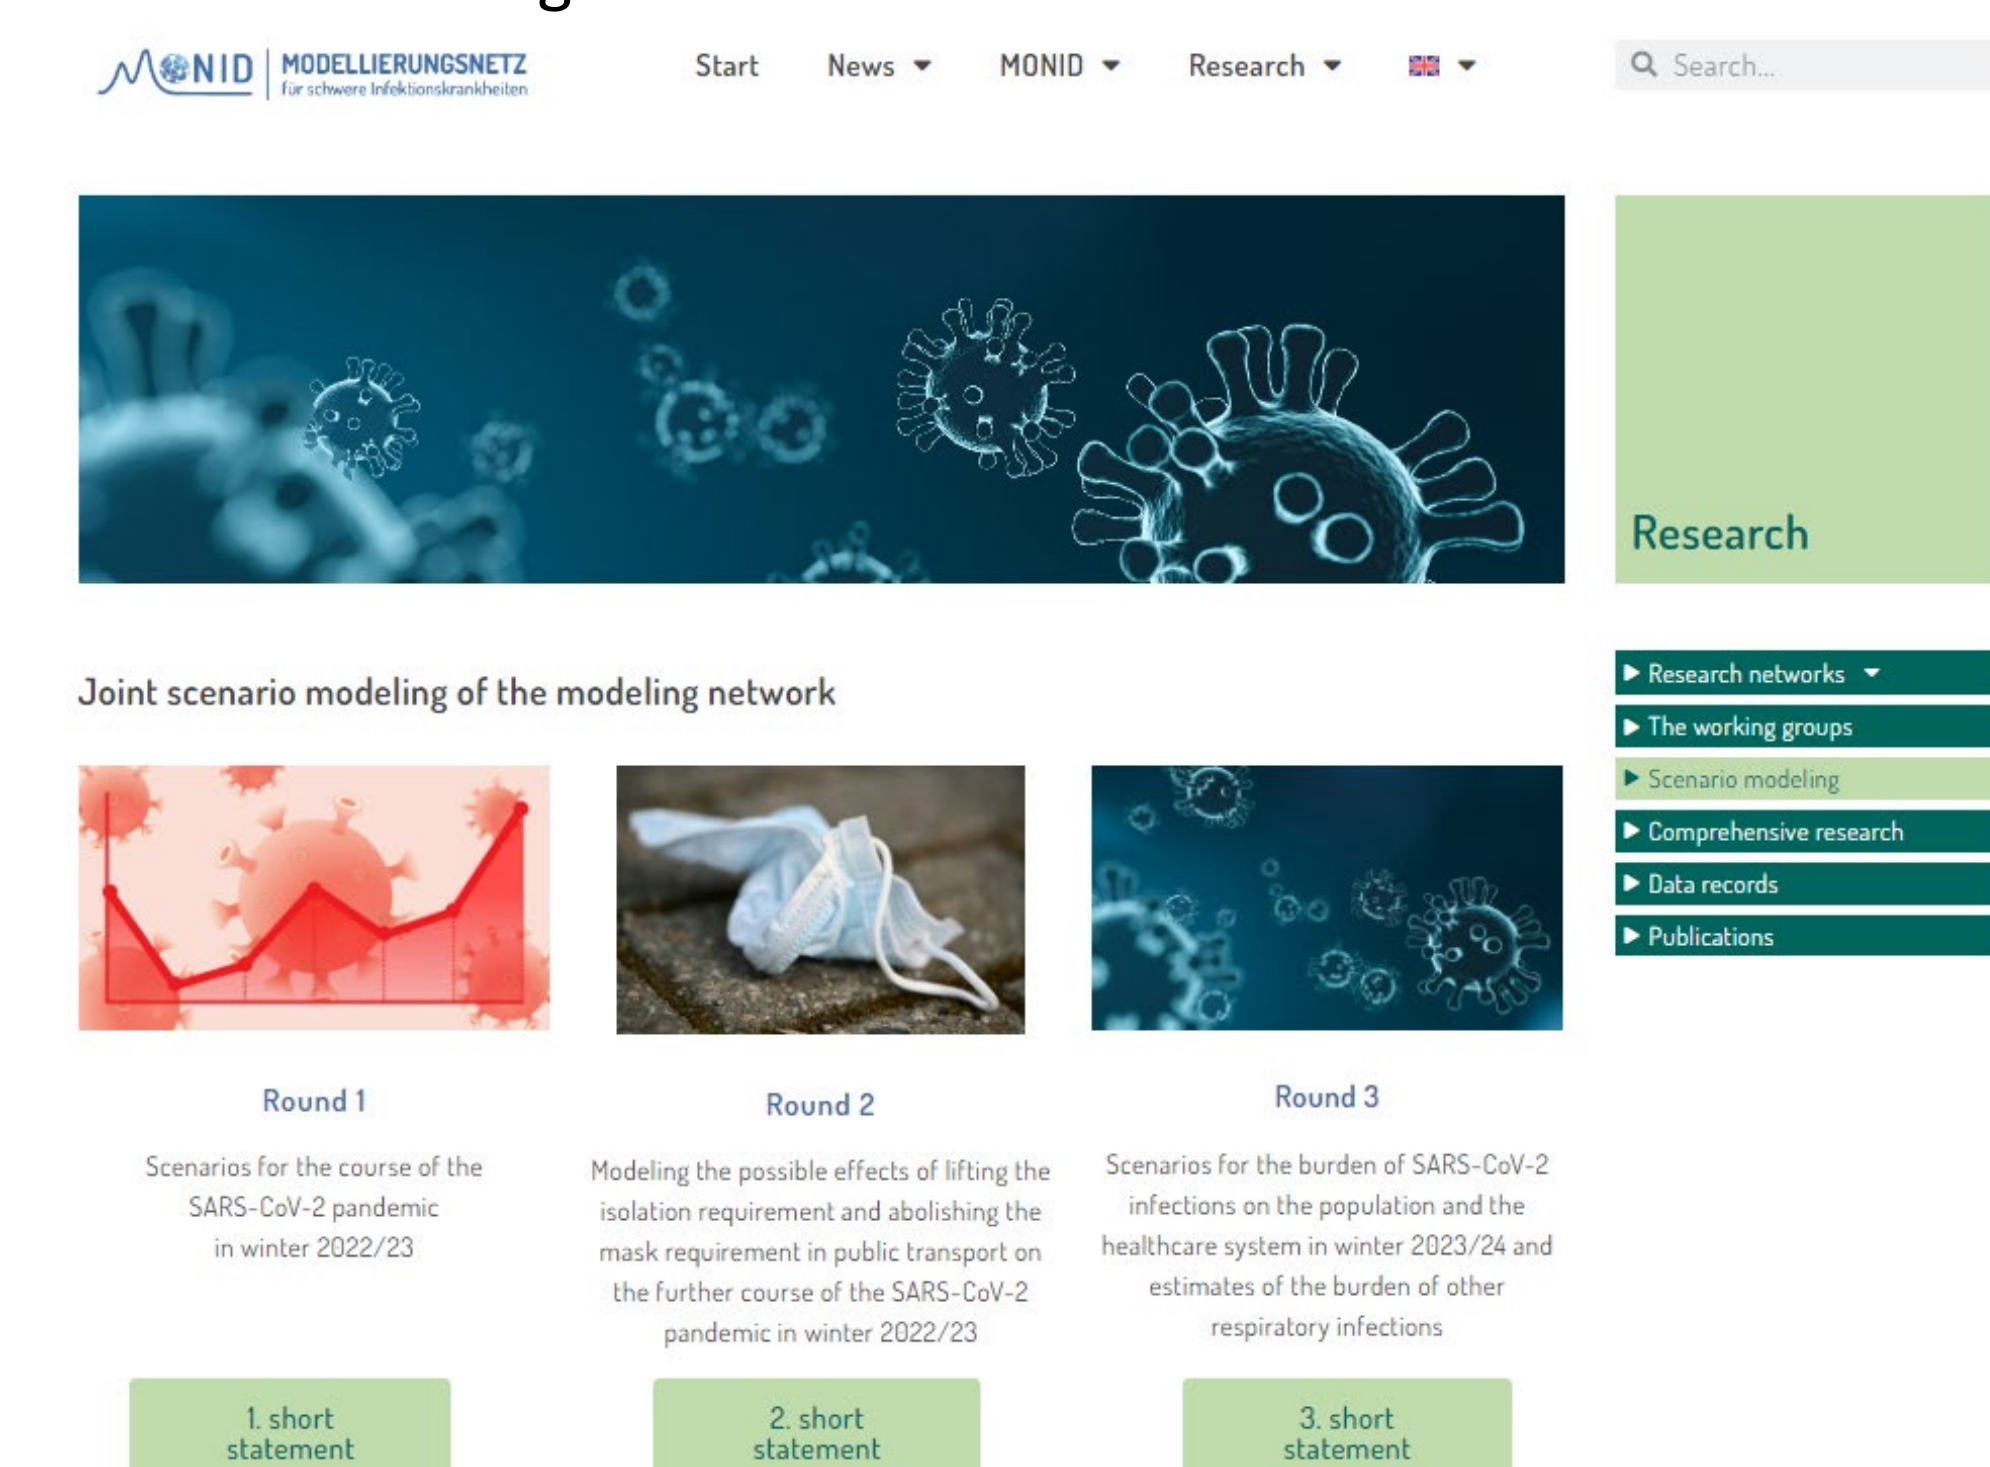 MONID
MODELLIERUNGSNETZ
für schwere Infektionskrankheiten
Start
News
MONID
Research
Search...
Research
Joint scenario modeling of the modeling network
Research networks
The working groups
Scenario modeling
Comprehensive research
Data records
Publications
Round 1
Scenarios for the course of the
SARS-CoV-2 pandemic
in winter 2022/23
1. short
statement
Round 2
Modeling the possible effects of lifting the
isolation requirement and abolishing the
mask requirement in public transport on
the further course of the SARS-CoV-2
pandemic in winter 2022/23
2. short
statement
Round 3
Scenarios for the burden of SARS-CoV-2
infections on the population and the
healthcare system in winter 2023/24 and
estimates of the burden of other
respiratory infections
3. short
statement